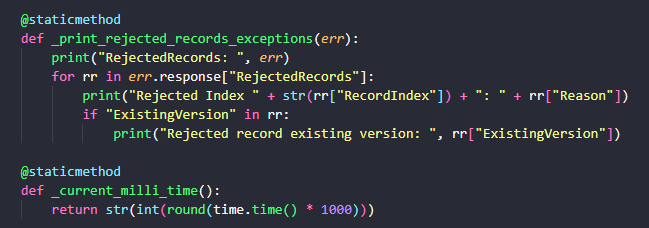 @staticmethod
def _print_rejected_records_exceptions(err):
    print("RejectedRecords: ", err)
    for rr in err.response["RejectedRecords"]:
        print("Rejected Index " + str(rr["RecordIndex"]) + ": " + rr["Reason"])
        if "ExistingVersion" in rr:
            print("Rejected record existing version: ", rr["ExistingVersion"])

@staticmethod
def _current_milli_time():
    return str(int(round(time.time() * 1000)))